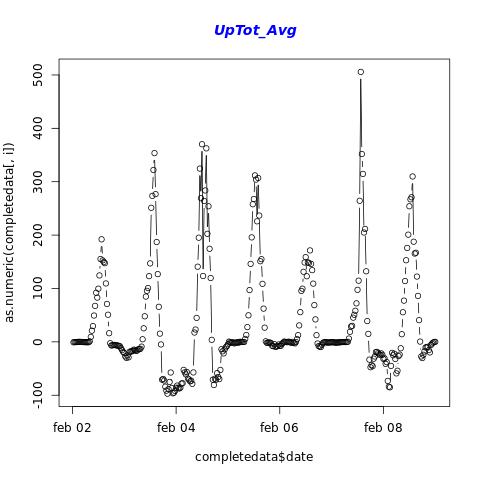 UpTot_Avg
as.numeric(completedata[, i])
500
400
300
200
100
0
-100
feb 02
feb 04
feb 06
feb 08
completedata$date